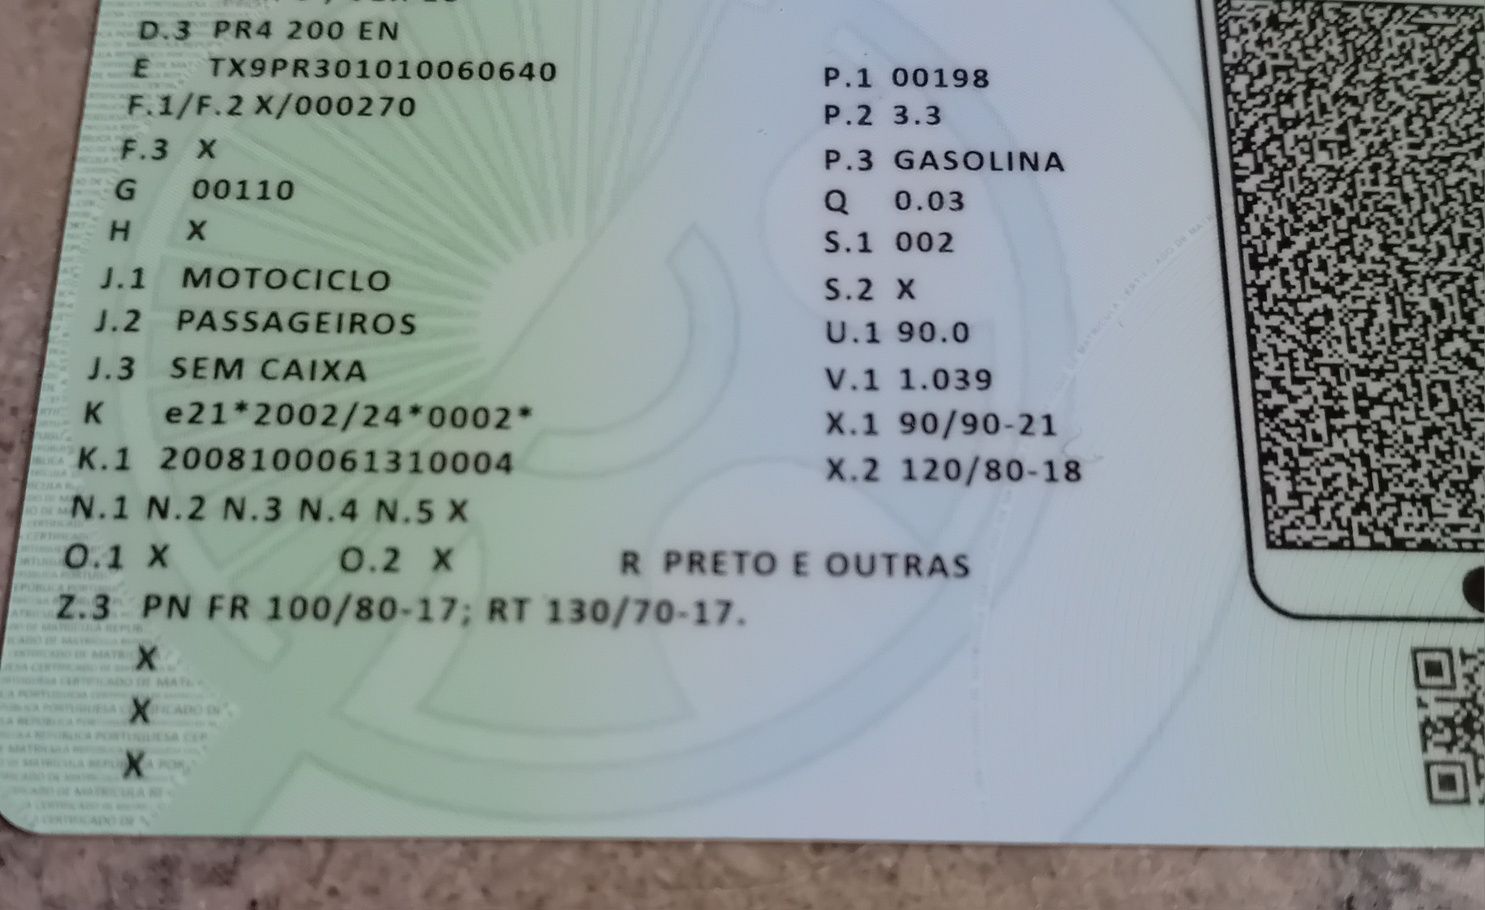 D.3 PR4 200 EN
E TX9PR301010060640
F.1/F.2 X/000270
F.3 X
G 00110
H X
J.1 MOTOCICLO
J.2 PASSAGEIROS
J.3 SEM CAIXA
K e21*2002/24*0002*
K.1 2008100061310004
N.1 N.2 N.3 N.4 N.5 X
O.1 X O.2 X R PRETO E OUTRAS
Z.3 PN FR 100/80-17; RT 130/70-17.
X
X
X
P.1 00198
P.2 3.3
P.3 GASOLINA
Q 0.03
S.1 002
S.2 X
U.1 90.0
V.1 1.039
X.1 90/90-21
X.2 120/80-18